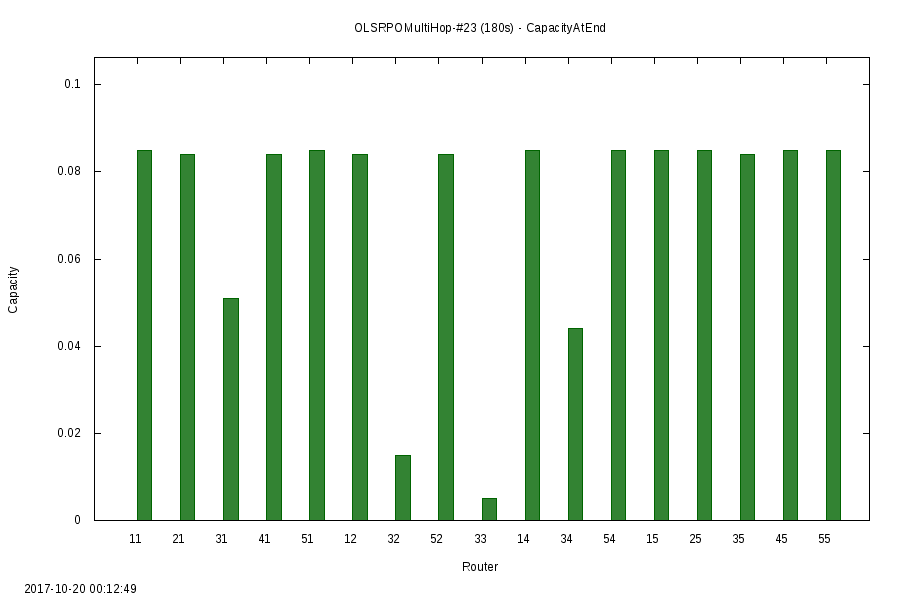 OLSRPOMultiHop-#23 (180s) - CapacityAtEnd
0.1
0.08
0.06
0.04
0.02
0
Capacity
11 21 31 41 51 12 32 52 33 14 34 54 15 25 35 45 55
Router
2017-10-20 00:12:49